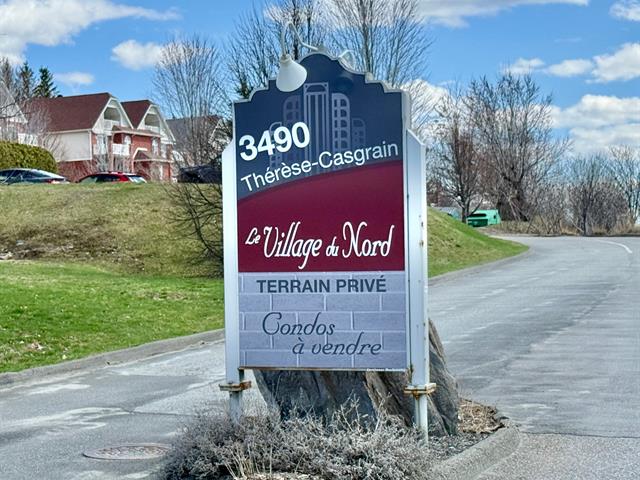 3490
Thérèse-Casgrain
Le Village du Nord
TERRAIN PRIVÉ
Condos
à vendre